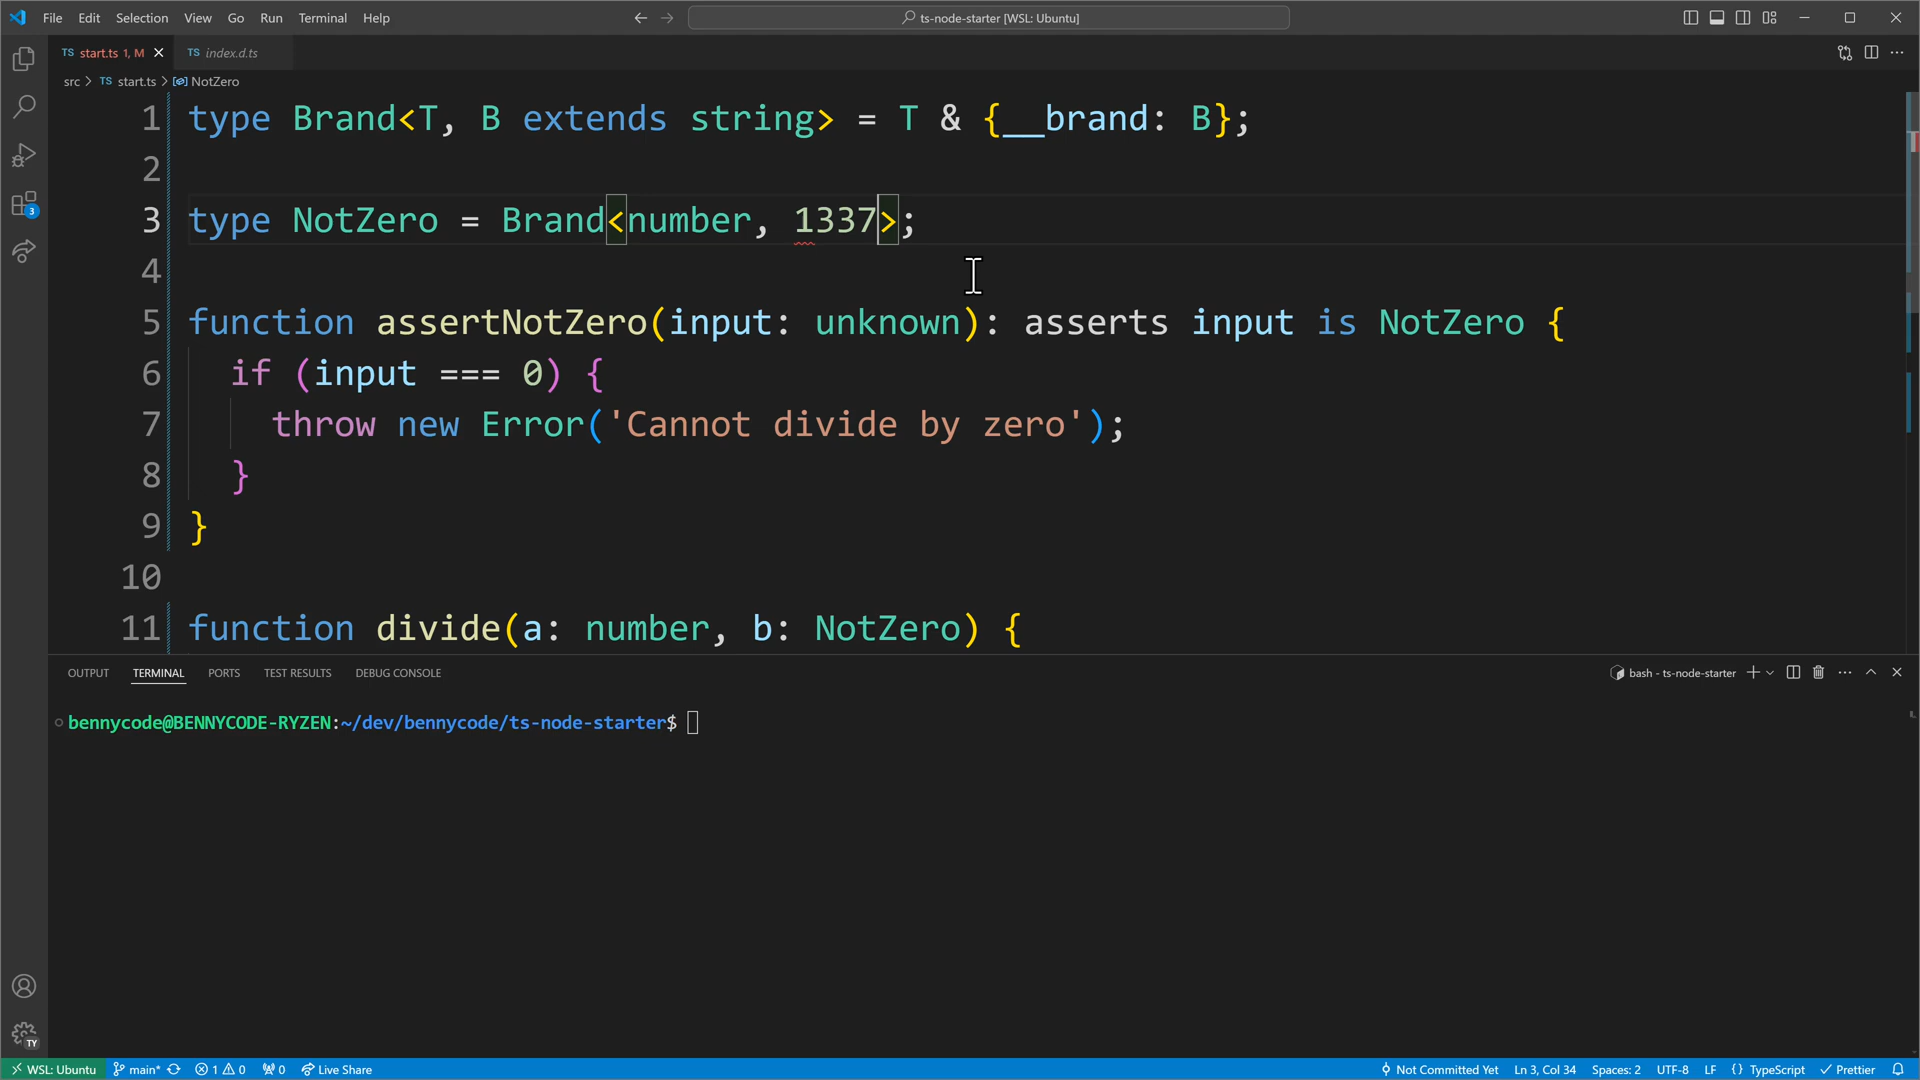 File Edit Selection View Go Run Terminal Help
ts-node-starter [WSL: Ubuntu]
TS start.ts 1, M
TS index.d.ts
src > TS start.ts > NotZero
1 type Brand<T, B extends string> = T & {__brand: B};
2
3 type NotZero = Brand<number, 1337>;
4
5 function assertNotZero(input: unknown): asserts input is NotZero {
6 if (input === 0) {
7 throw new Error('Cannot divide by zero');
8 }
9 }
10
11 function divide(a: number, b: NotZero) {
3
OUTPUT TERMINAL PORTS TEST RESULTS DEBUG CONSOLE
bash - ts-node-starter
bennycode@BENNYCODE-RYZEN:~/dev/bennycode/ts-node-starter$
TY
WSL: Ubuntu main* 1 0 0 Live Share
Not Committed Yet Ln 3, Col 34 Spaces: 2 UTF-8 LF {} TypeScript Prettier